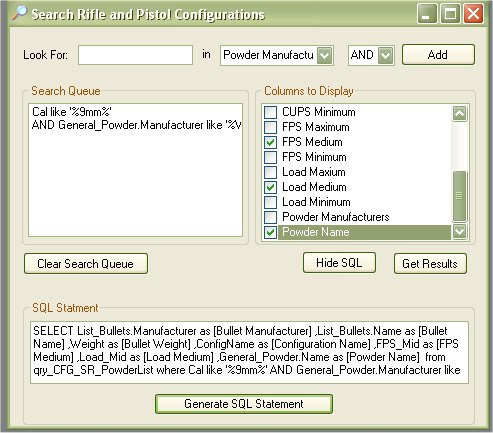 Search Rifle and Pistol Configurations
Look For: in Powder Manufactu AND Add
Search Queue
Cal like '%9mm%'
AND General_Powder.Manufacturer like '%V
Columns to Display
CUPS Minimum
FPS Maximum
FPS Medium
FPS Minimum
Load Maxium
Load Medium
Load Minimum
Powder Manufacturers
Powder Name
Clear Search Queue Hide SQL Get Results
SQL Statment
SELECT List_Bullets.Manufacturer as [Bullet Manufacturer] ,List_Bullets.Name as [Bullet
Name] ,Weight as [Bullet Weight] ,ConfigName as [Configuration Name] ,FPS_Mid as [FPS
Medium] ,Load_Mid as [Load Medium] ,General_Powder.Name as [Powder Name] from
qry_CFG_SR_PowderList where Cal like '%9mm%' AND General_Powder.Manufacturer like
Generate SQL Statement